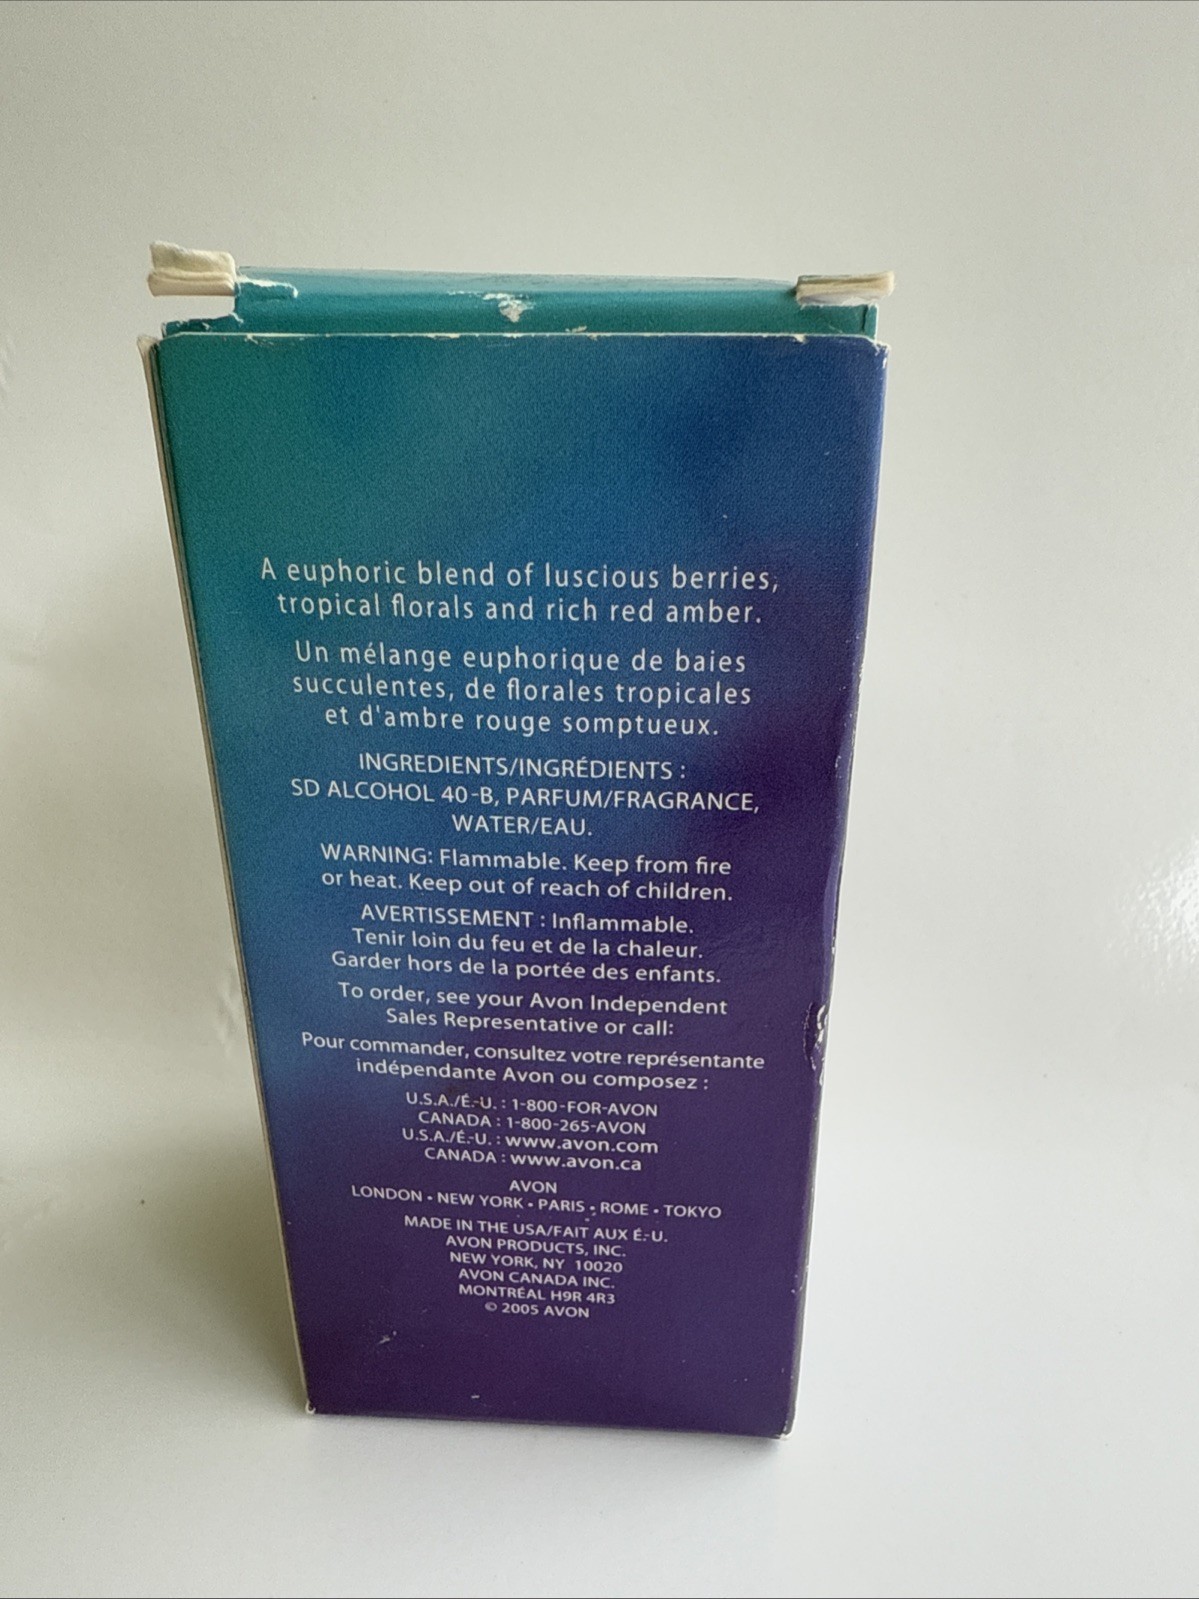 A euphoric blend of luscious berries,
tropical florals and rich red amber.
Un mélange euphorique de baies
succulentes, de florales tropicales
et d'ambre rouge somptueux.
INGREDIENTS/INGRÉDIENTS :
SD ALCOHOL 40-B, PARFUM/FRAGRANCE,
WATER/EAU.
WARNING: Flammable. Keep from fire
or heat. Keep out of reach of children.
AVERTISSEMENT : Inflammable.
Tenir loin du feu et de la chaleur.
Garder hors de la portée des enfants.
To order, see your Avon Independent
Sales Representative or call:
Pour commander, consultez votre représentante
indépendante Avon ou composez :
U.S.A./É.-U. : 1-800-FOR-AVON
CANADA : 1-800-265-AVON
U.S.A./É.-U. : www.avon.com
CANADA : www.avon.ca
AVON
LONDON • NEW YORK • PARIS • ROME • TOKYO
MADE IN THE USA/FAIT AUX É.-U.
AVON PRODUCTS, INC.
NEW YORK, NY 10020
AVON CANADA INC.
MONTRÉAL H9R 4R3
© 2005 AVON